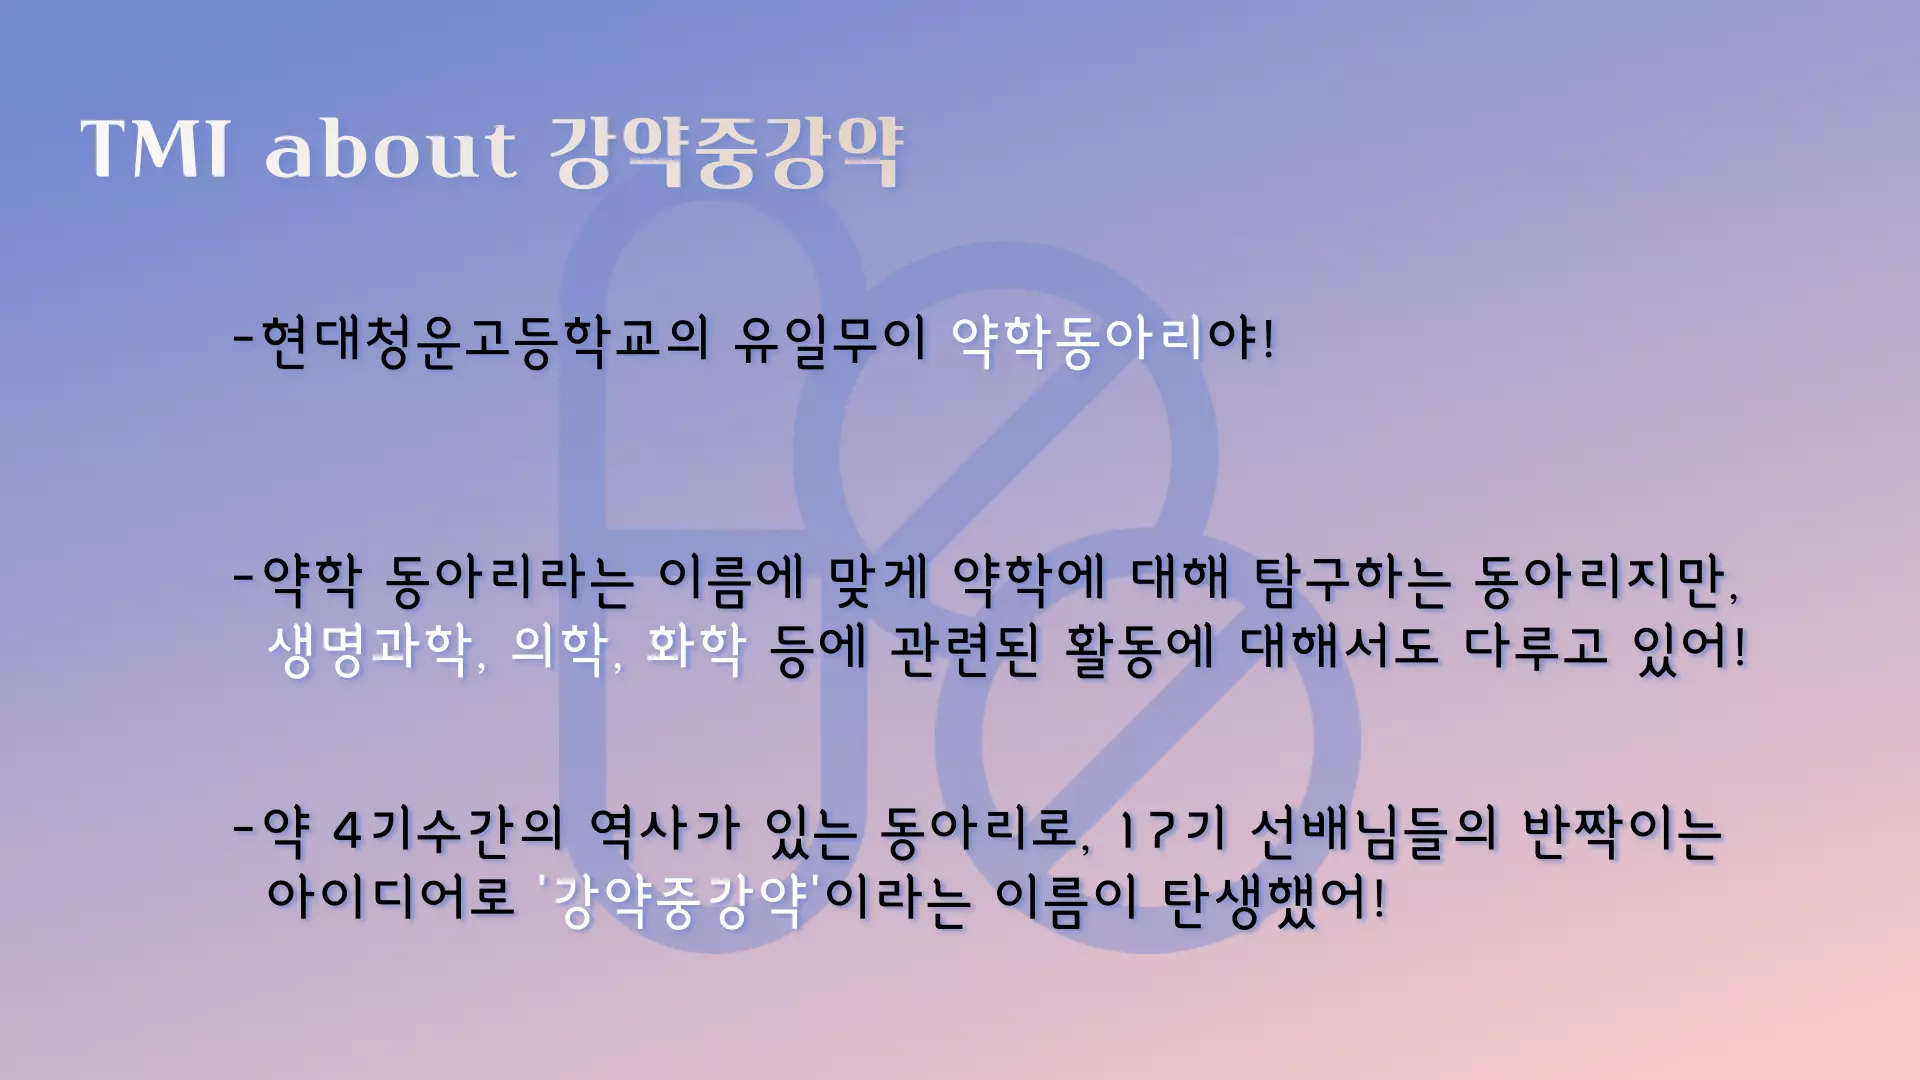 TMI about 강약중강약
-현대청운고등학교의 유일무이 약학동아리야!
-약학 동아리라는 이름에 맞게 약학에 대해 탐구하는 동아리지만,
생명과학, 의학, 화학 등에 관련된 활동에 대해서도 다루고 있어!
-약 4기수간의 역사가 있는 동아리로, 17기 선배님들의 반짝이는
아이디어로 '강약중강약'이라는 이름이 탄생했어!